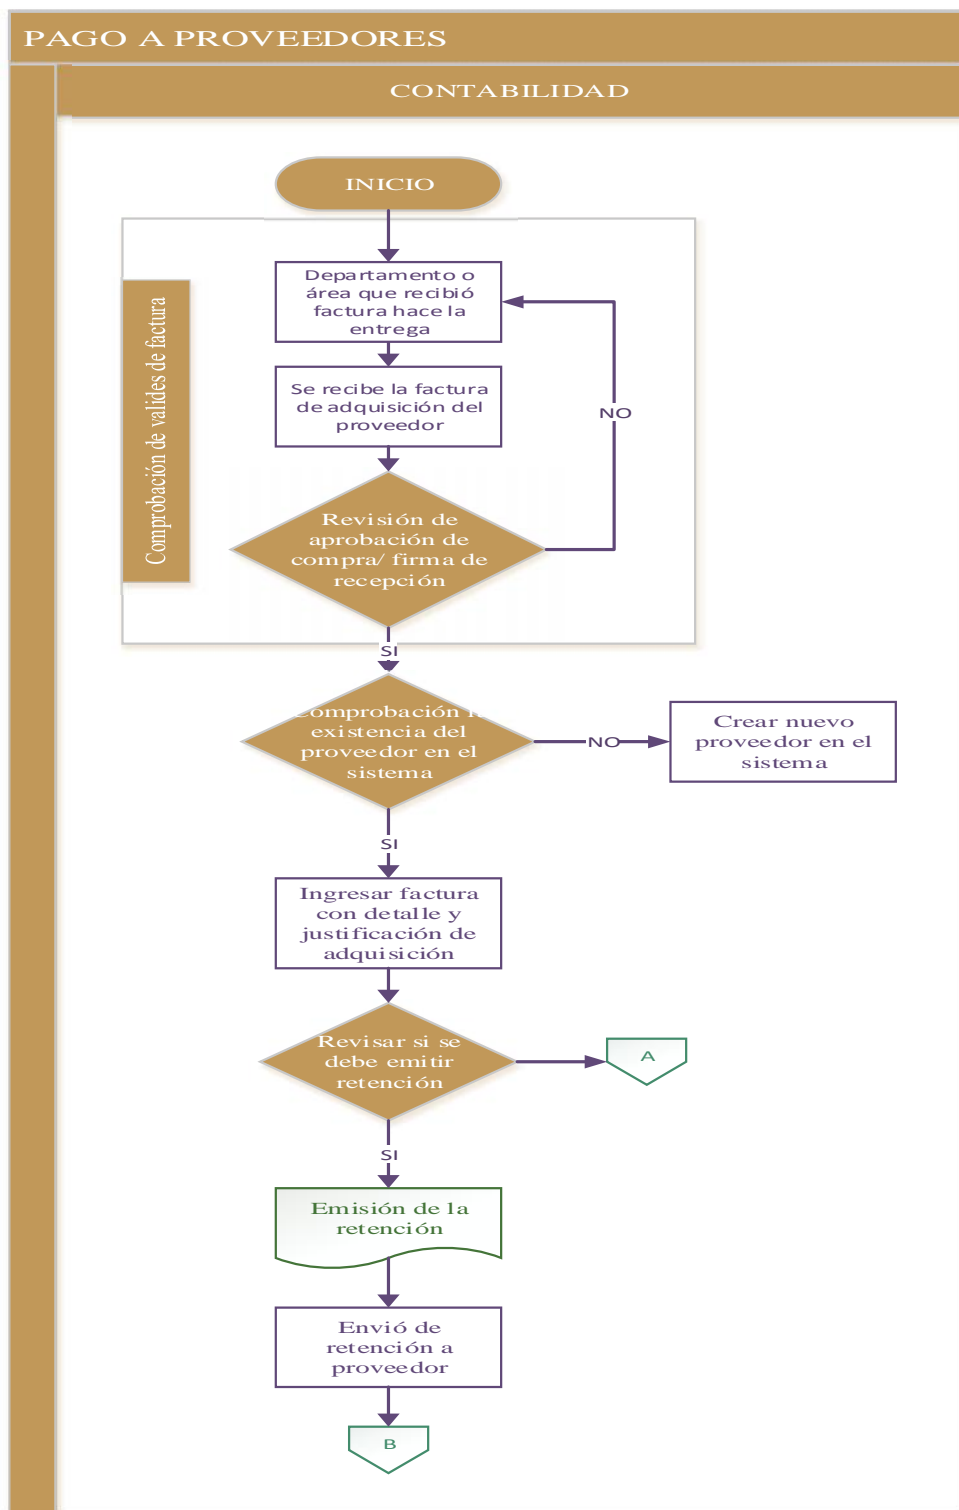 PAGO A PROVEEDORES
CONTABILIDAD
INICIO
Comprobación de valides de factura
Departamento o
área que recibió
factura hace la
entrega
Se recibe la factura
de adquisición del
proveedor
NO
Revisión de
aprobación de
compra/ firma de
recepción
SI
Comprobación
existencia del
proveedor en el
sistema
NO
Crear nuevo
proveedor en el
sistema
SI
Ingresar factura
con detalle y
justificación de
adquisición
Revisar si se
debe emitir
retención
A
SI
Emisión de la
retención
Envió de
retención a
proveedor
B